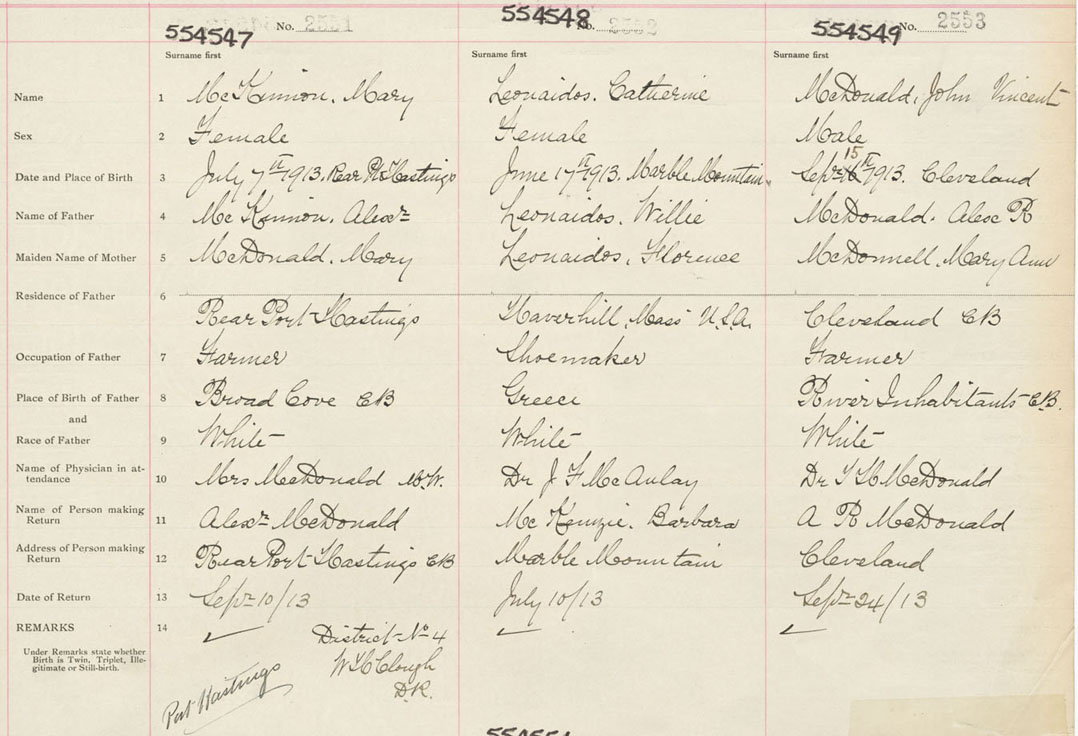 554547 No. 2551 554548 No. 2552 554549 No. 2553
Surname first Surname first Surname first
Name 1 McKinnon, Mary Leonaidos, Catherine McDonald, John Vincent
Sex 2 Female Female Male
Date and Place of Birth 3 July 7th 1913. Rear Pt Hastings June 17th 1913. Marble Mountain. Sept 15th 1913. Cleveland
Name of Father 4 McKinnon, Alexr Leonaidos, Willie McDonald, Alex R
Maiden Name of Mother 5 McDonald, Mary Leonaidos, Florence McDonnell, Mary Ann
Residence of Father 6
Rear Port Hastings Haverhill, Mass U.S.A. Cleveland CB
Occupation of Father 7 Farmer Shoemaker Farmer
Place of Birth of Father 8 Broad Cove CB Greece River Inhabitants C.B.
and
Race of Father 9 White White White
Name of Physician in at-
tendance 10 Mrs McDonald M.W. Dr J F McAulay Dr McDonald
Name of Person making
Return 11 Alexr McDonald McKenzie, Barbara A R McDonald
Address of Person making
Return 12 Rear Port Hastings CB Marble Mountain Cleveland
Date of Return 13 Sept 10/13 July 10/13 Sept 24/13
REMARKS 14 ✓ District No 4 ✓ ✓
Under Remarks state whether
Birth is Twin, Triplet, Ille-
gitimate or Still-birth.
W H Clough
D.R.
Port Hastings